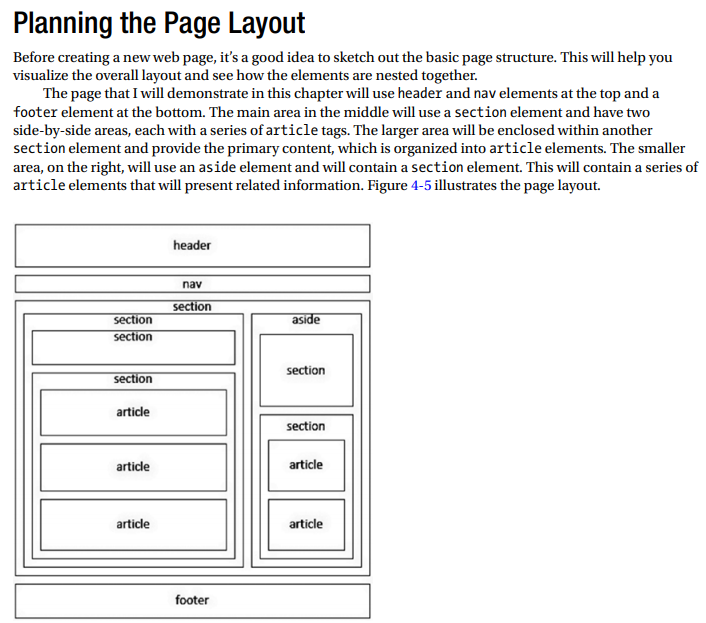 Planning the Page Layout
Before creating a new web page, it’s a good idea to sketch out the basic page structure. This will help you
visualize the overall layout and see how the elements are nested together.
The page that I will demonstrate in this chapter will use header and nav elements at the top and a
footer element at the bottom. The main area in the middle will use a section element and have two
side-by-side areas, each with a series of article tags. The larger area will be enclosed within another
section element and provide the primary content, which is organized into article elements. The smaller
area, on the right, will use an aside element and will contain a section element. This will contain a series of
article elements that will present related information. Figure 4-5 illustrates the page layout.
header
nav
section
section
section
section
article
article
article
aside
section
section
article
article
footer